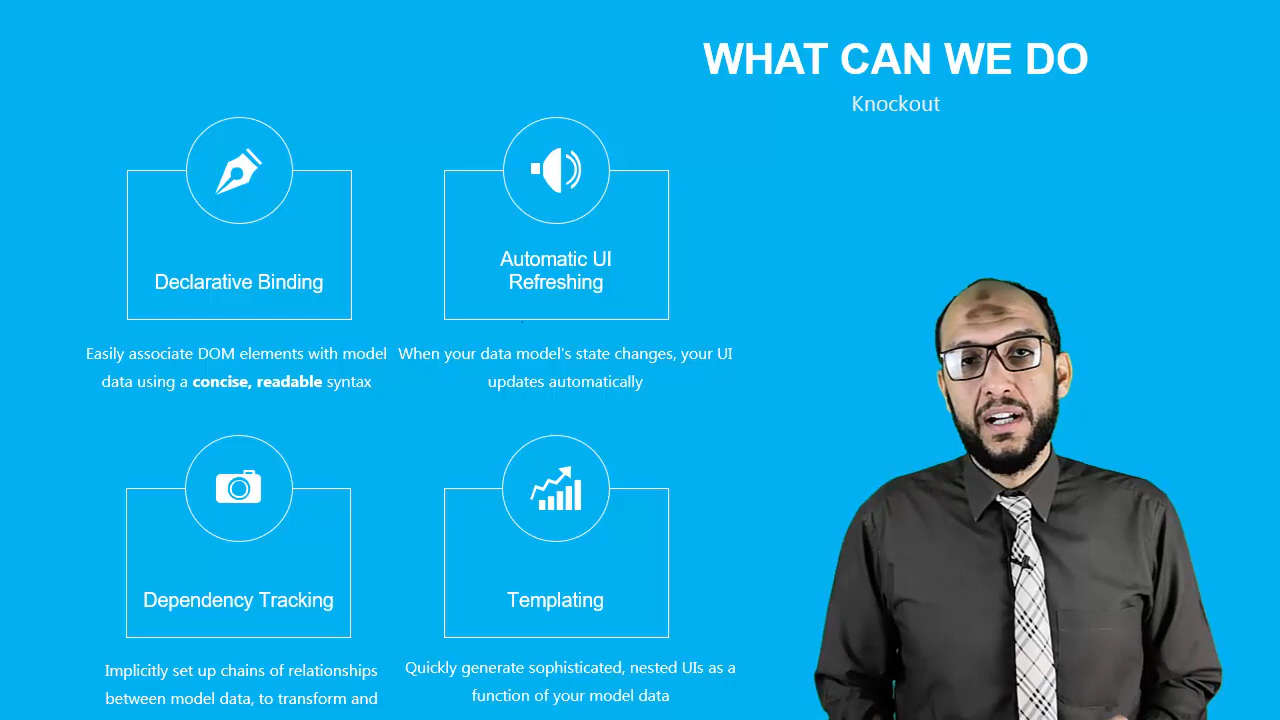 WHAT CAN WE DO
Knockout
Declarative Binding
Easily associate DOM elements with model
data using a concise, readable syntax
Automatic UI
Refreshing
When your data model's state changes, your UI
updates automatically
Dependency Tracking
Implicitly set up chains of relationships
between model data, to transform and
Templating
Quickly generate sophisticated, nested UIs as a
function of your model data